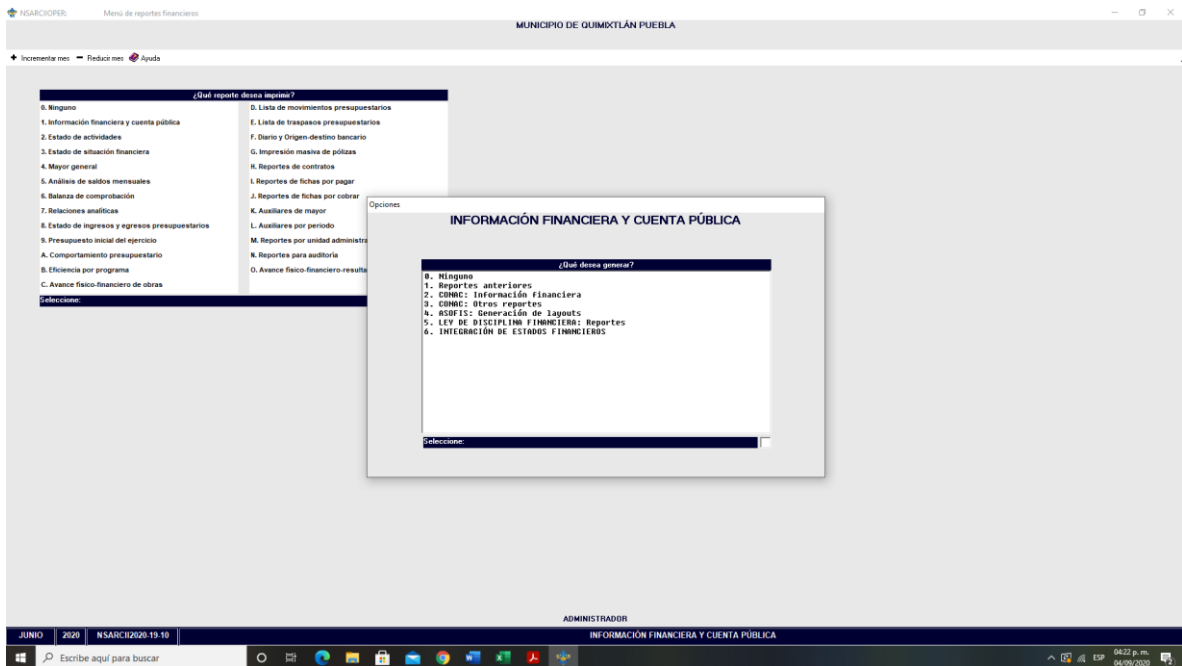 NSARCIIOPER: Menú de reportes financieros
MUNICIPIO DE QUIMIXTLÁN PUEBLA
Incrementar mes Reducir mes Ayuda
¿Qué reporte desea imprimir?
0. Ninguno
1. Información financiera y cuenta pública
2. Estado de actividades
3. Estado de situación financiera
4. Mayor general
5. Análisis de saldos mensuales
6. Balanza de comprobación
7. Relaciones analíticas
8. Estado de ingresos y egresos presupuestarios
9. Presupuesto inicial del ejercicio
A. Comportamiento presupuestario
B. Eficiencia por programa
C. Avance físico-financiero de obras
D. Lista de movimientos presupuestarios
E. Lista de traspasos presupuestarios
F. Diario y Origen-destino bancario
G. Impresión masiva de pólizas
H. Reportes de contratos
I. Reportes de fichas por pagar
J. Reportes de fichas por cobrar
K. Auxiliares de mayor
L. Auxiliares por periodo
M. Reportes por unidad administra
N. Reportes para auditoría
O. Avance físico-financiero-resulta
Seleccione:
Opciones
INFORMACIÓN FINANCIERA Y CUENTA PÚBLICA
¿Qué desea generar?
0. Ninguno
1. Reportes anteriores
2. CONAC: Información financiera
3. CONAC: Otros reportes
4. ASOFIS: Generación de layouts
5. LEY DE DISCIPLINA FINANCIERA: Reportes
6. INTEGRACIÓN DE ESTADOS FINANCIEROS
Seleccione:
ADMINISTRADOR
JUNIO 2020 NSARCII2020-19-10 INFORMACIÓN FINANCIERA Y CUENTA PÚBLICA
Escribe aquí para buscar
ESP 04:22 p. m.
04/09/2020